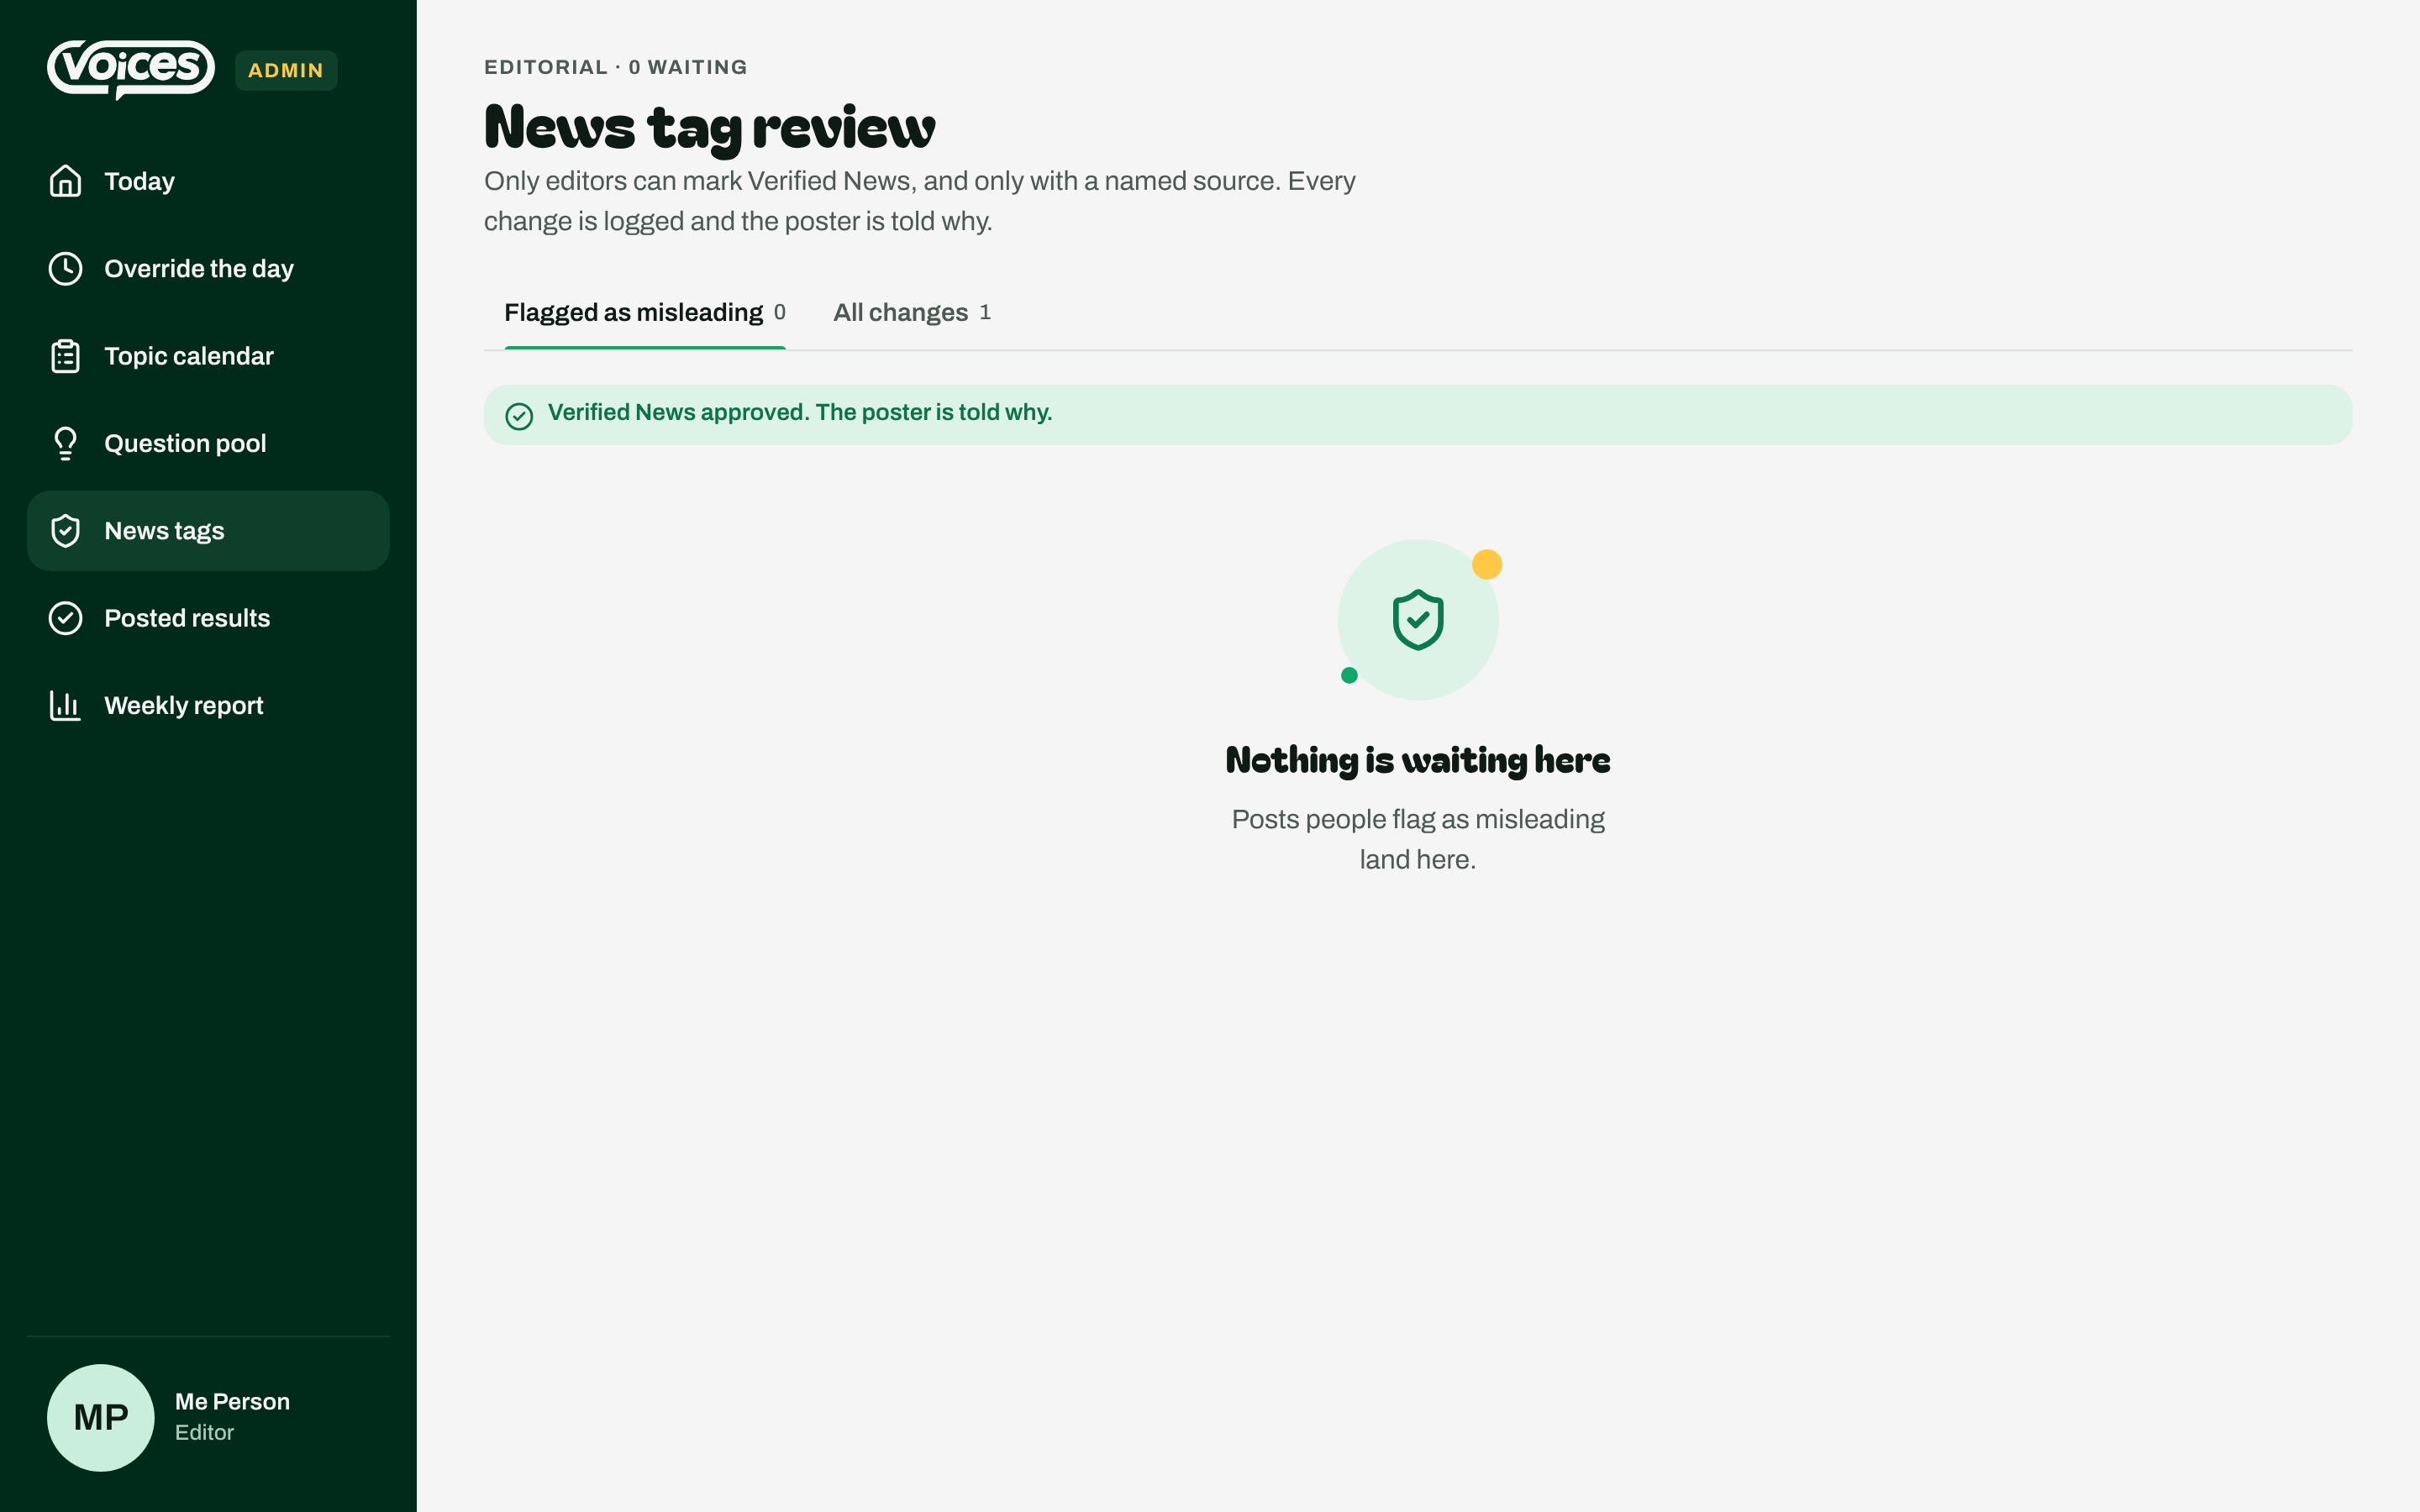 Voices
ADMIN
Today
Override the day
Topic calendar
Question pool
News tags
Posted results
Weekly report
MP
Me Person
Editor
EDITORIAL · 0 WAITING
News tag review
Only editors can mark Verified News, and only with a named source. Every
change is logged and the poster is told why.
Flagged as misleading 0
All changes 1
Verified News approved. The poster is told why.
Nothing is waiting here
Posts people flag as misleading
land here.